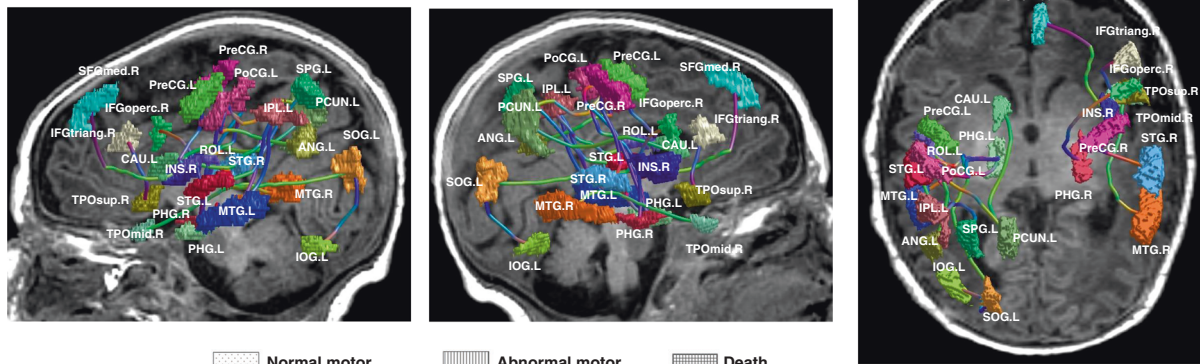 PreCG.R
SFGmed.R
PreCG.L
PoCG.L
SPG.L
IFGoperc.R
IPL.L
PCUN.L
IFGtriang.R
SOG.L
CAU.L
ROL.L
ANG.L
INS.R
STG.R
TPOsup.R
STG.L
MTG.R
PHG.R
MTG.L
TPOmid.R
PHG.L
IOG.L
PoCG.L
PreCG.L
SPG.L
SFGmed.R
IPL.L
PCUN.L
PreCG.R
IFGoperc.R
ANG.L
ROL.L
IFGtriang.R
CAU.L
STG.L
INS.R
SOG.L
STG.R
MTG.L
TPOsup.R
MTG.R
PHG.L
PHG.R
TPOmid.R
IOG.L
IFGtriang.R
IFGoperc.R
CAU.L
TPOsup.R
PreCG.L
INS.R
TPOmid.R
PHG.L
STG.R
ROL.L
PreCG.R
STG.L
PoCG.L
MTG.L
PHG.R
IPL.L
SPG.L
ANG.L
PCUN.L
MTG.R
IOG.L
SOG.L
Normal motor
Abnormal motor
Death